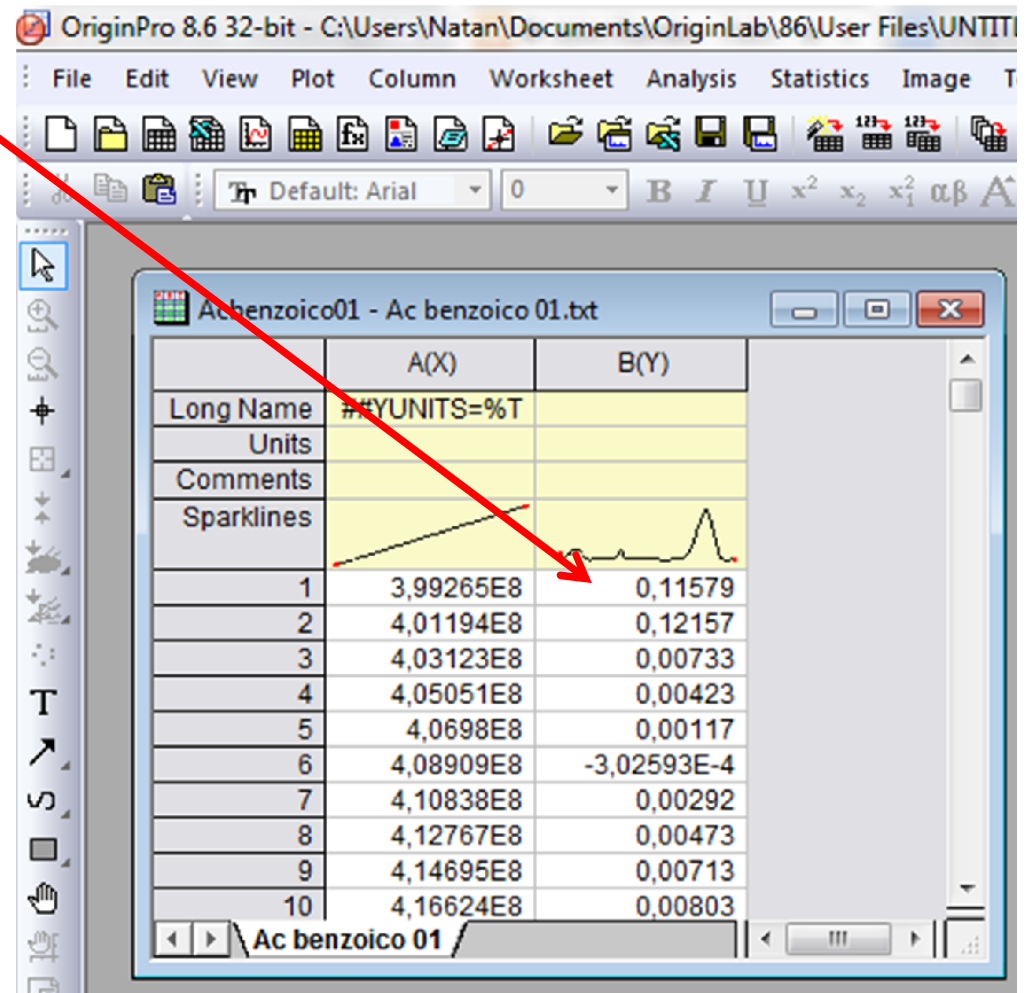 OriginPro 8.6 32-bit - C:\Users\Natan\Documents\OriginLab\86\User Files\UNTITL
File Edit View Plot Column Worksheet Analysis Statistics Image T
Default: Arial 0 B I U x² x₂ αβ A
Acbenzoico01 - Ac benzoico 01.txt
A(X) B(Y)
Long Name ##YUNITS=%T
Units
Comments
Sparklines
1 3,99265E8 0,11579
2 4,01194E8 0,12157
3 4,03123E8 0,00733
4 4,05051E8 0,00423
5 4,0698E8 0,00117
6 4,08909E8 -3,02593E-4
7 4,10838E8 0,00292
8 4,12767E8 0,00473
9 4,14695E8 0,00713
10 4,16624E8 0,00803
Ac benzoico 01